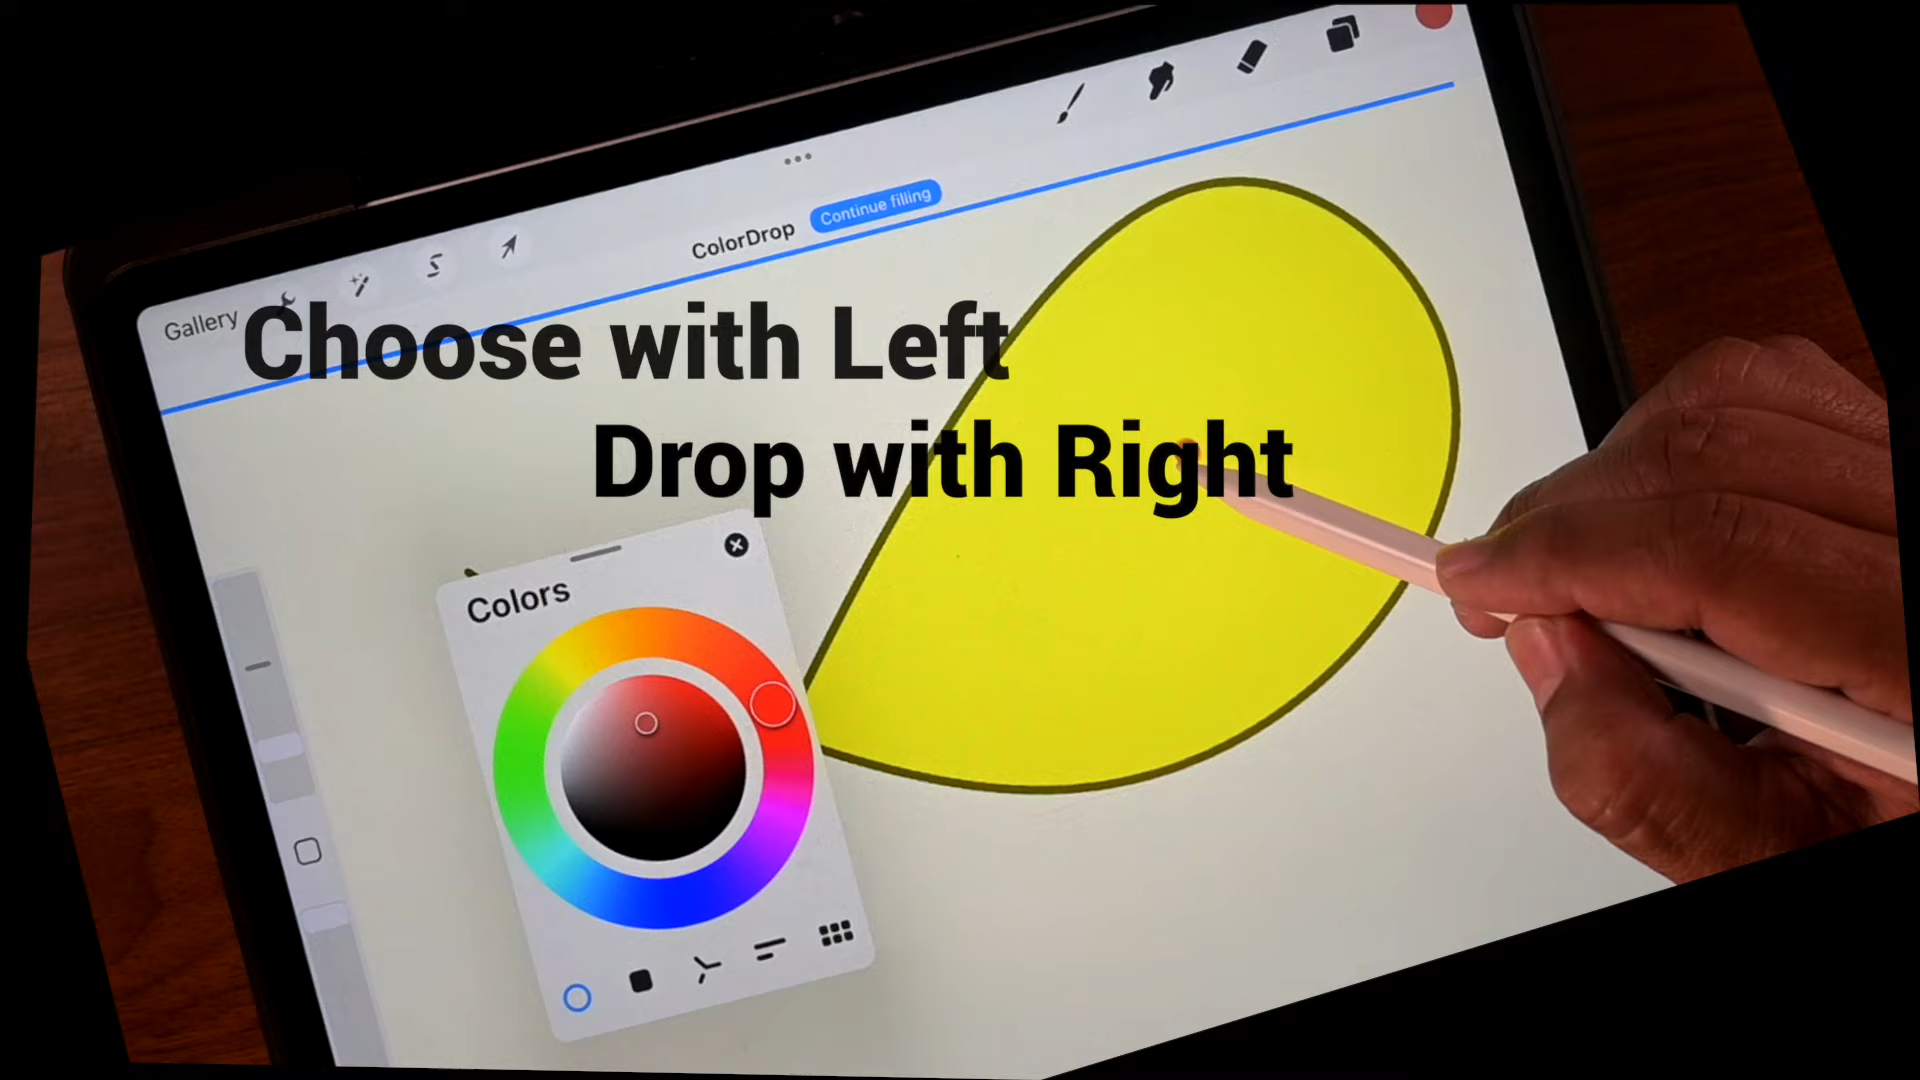 ColorDrop Continue filling
Gallery
Choose with Left
Drop with Right
Colors